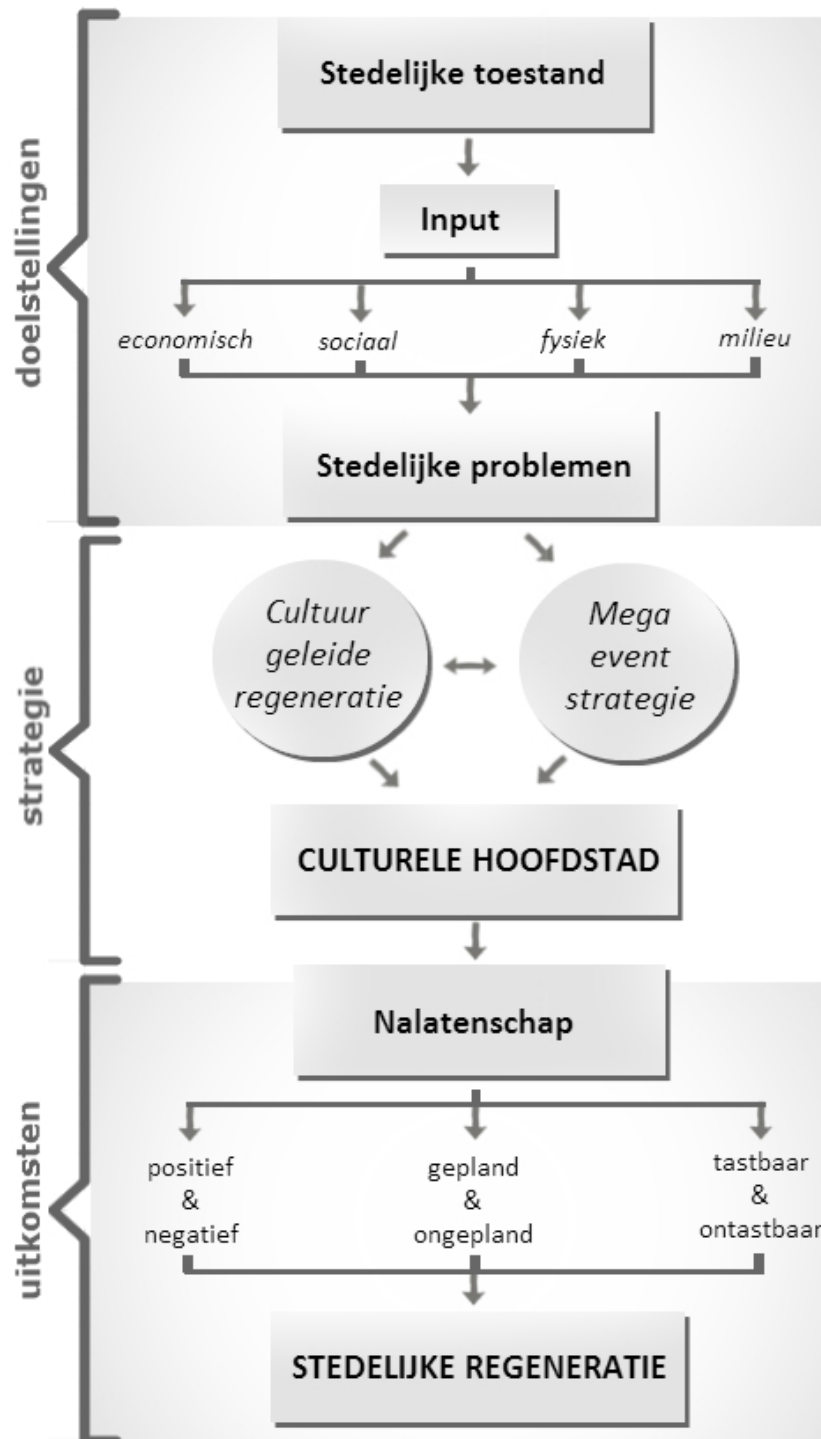 doelstellingen
Stedelijke toestand
Input
economisch
sociaal
fysiek
milieu
Stedelijke problemen
strategie
Cultuur
geleide
regeneratie
Mega
event
strategie
CULTURELE HOOFDSTAD
uitkomsten
Nalatenschap
positief
&
negatief
gepland
&
ongepland
tastbaar
&
ontastbaar
STEDELIJKE REGENERATIE